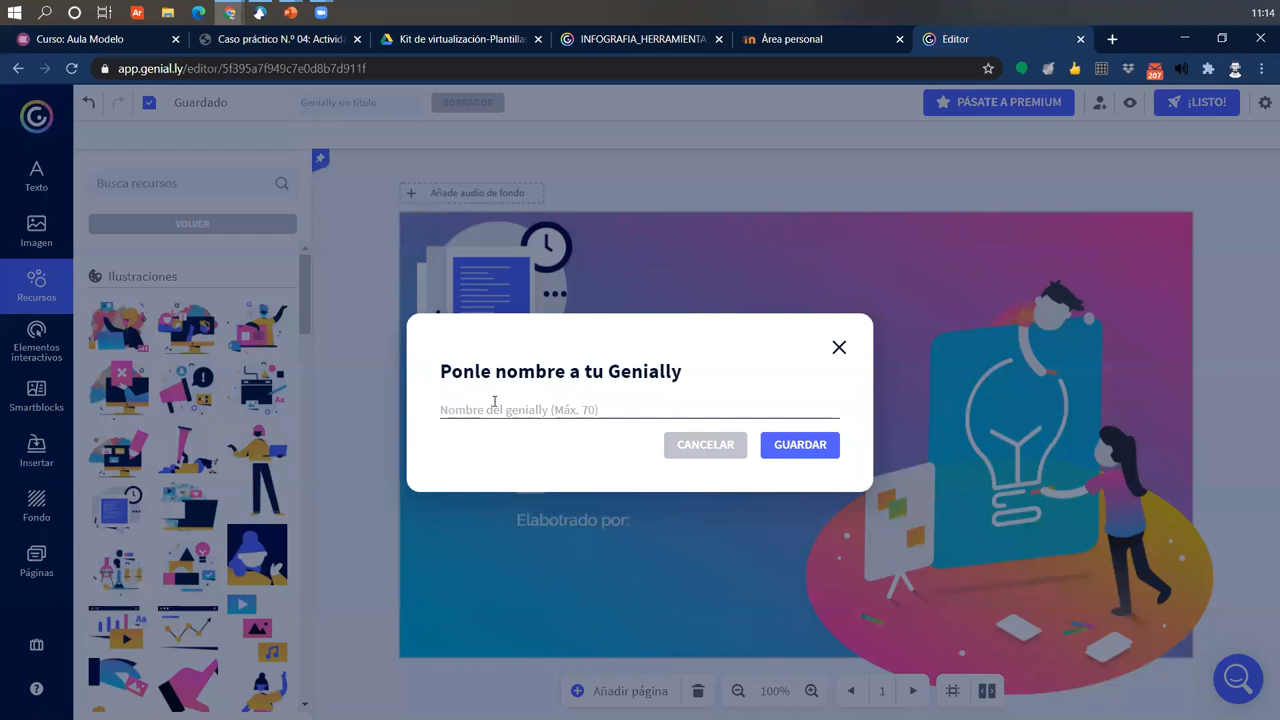 11:14
Curso: Aula Modelo
Caso práctico N.º 04: Activida
Kit de virtualización-Plantillas
INFOGRAFIA_HERRAMIENTA
Área personal
Editor
app.genial.ly/editor/5f395a7f949c7e0d8b7d911f
207
Guardado
Genially sin título
BORRADOR
PÁSATE A PREMIUM
¡LISTO!
Texto
Imagen
Recursos
Elementos interactivos
Smartblocks
Insertar
Fondo
Páginas
Busca recursos
VOLVER
Ilustraciones
Añade audio de fondo
Ponle nombre a tu Genially
Nombre del genially (Máx. 70)
CANCELAR
GUARDAR
Elabotrado por:
Añadir página
100%
1